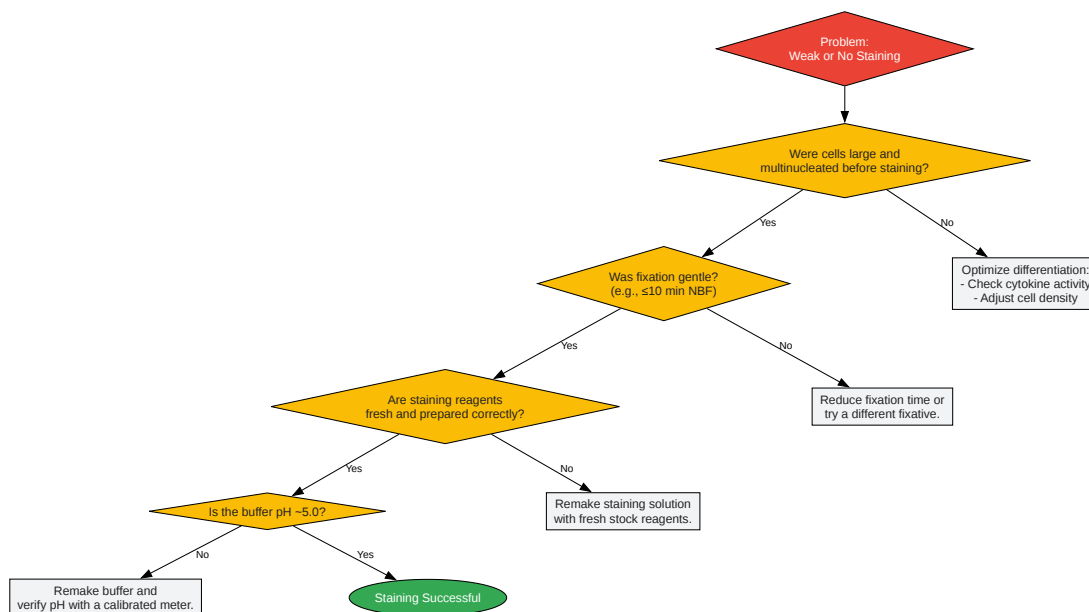 Problem:
Weak or No Staining
Were cells large and
multinucleated before staining?
Yes
No
Was fixation gentle?
(e.g., ≤10 min NBF)
Optimize differentiation:
- Check cytokine activity
- Adjust cell density
Yes
No
Are staining reagents
fresh and prepared correctly?
Reduce fixation time or
try a different fixative.
Yes
No
Is the buffer pH ~5.0?
Remake staining solution
with fresh stock reagents.
No
Yes
Remake buffer and
verify pH with a calibrated meter.
Staining Successful